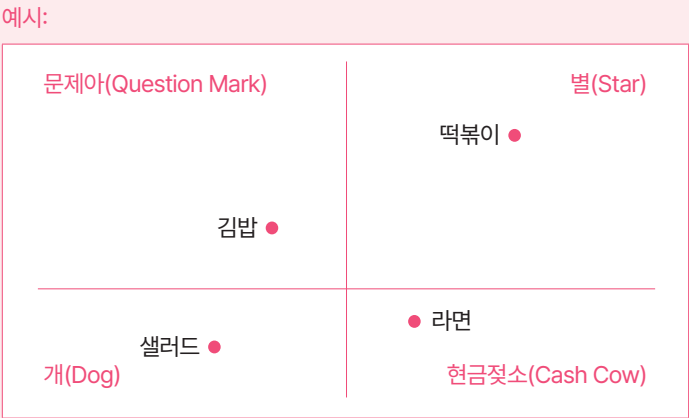 예시:
문제아(Question Mark)
별(Star)
떡볶이
김밥
라면
샐러드
개(Dog)
현금젖소(Cash Cow)